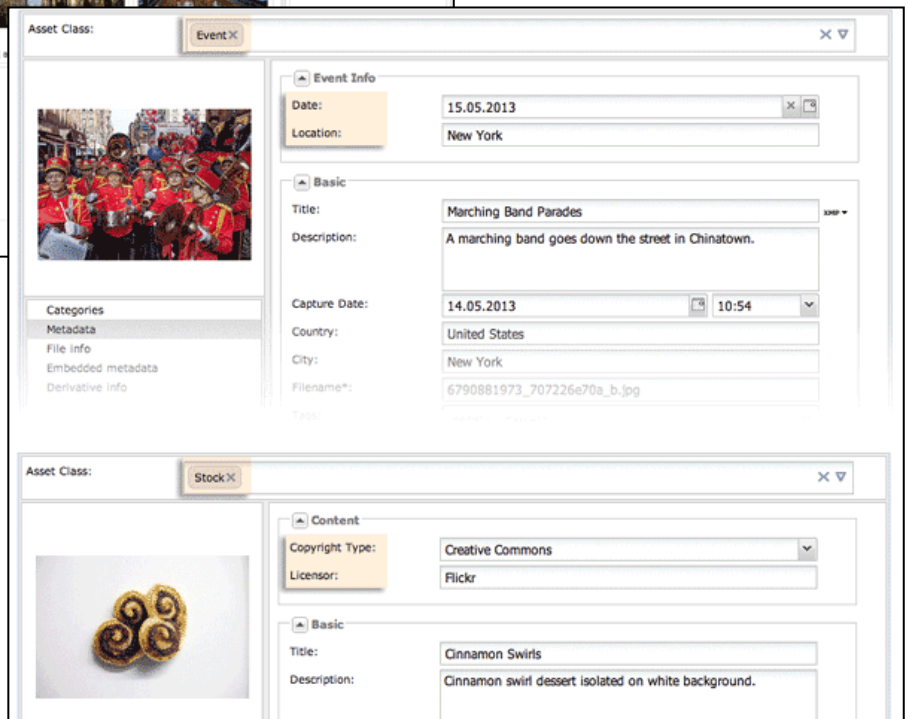 Asset Class: Event
Event Info
Date: 15.05.2013
Location: New York
Basic
Title: Marching Band Parades XMP
Description: A marching band goes down the street in Chinatown.
Capture Date: 14.05.2013 10:54
Country: United States
City: New York
Filename*: 6790881973_707226e70a_b.jpg
Tags:
Categories
Metadata
File info
Embedded metadata
Derivative info
Asset Class: Stock
Content
Copyright Type: Creative Commons
Licensor: Flickr
Basic
Title: Cinnamon Swirls
Description: Cinnamon swirl dessert isolated on white background.